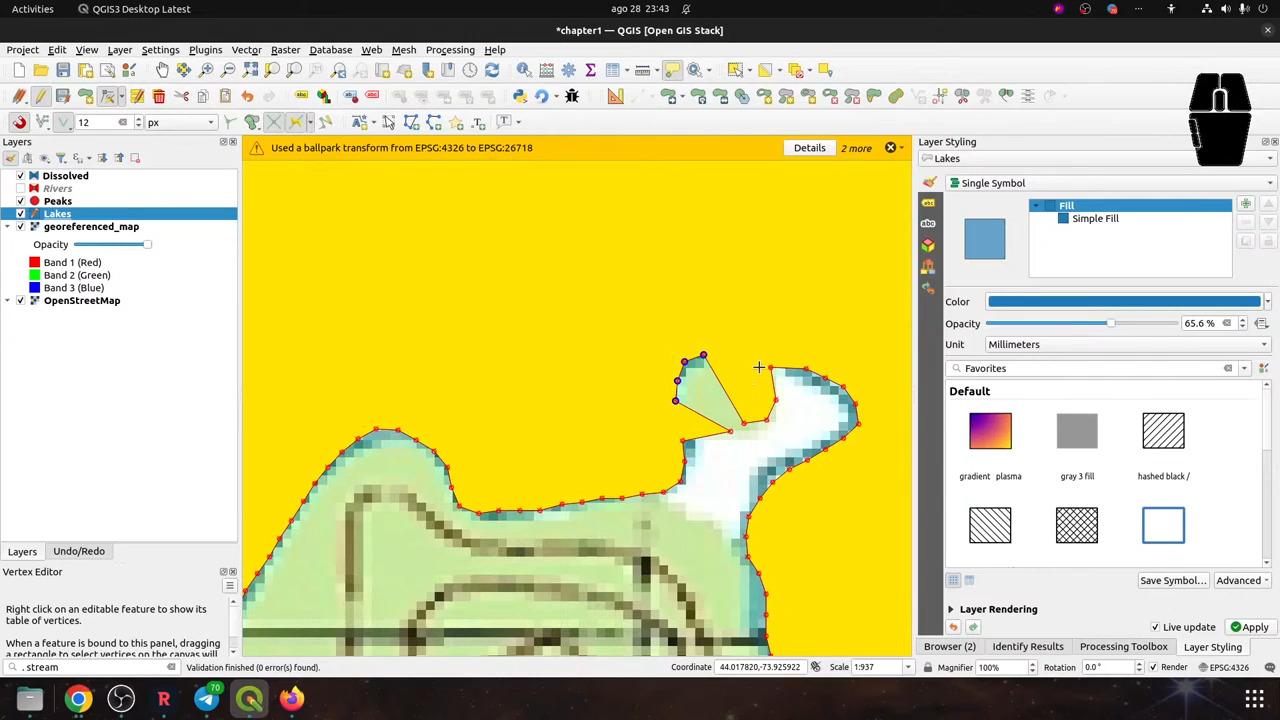 Activities
QGIS3 Desktop Latest
ago 28 23:43
*chapter1 — QGIS [Open GIS Stack]
Project Edit View Layer Settings Plugins Vector Raster Database Web Mesh Processing Help
12 px
Layers
Dissolved
Rivers
Peaks
Lakes
georeferenced_map
Opacity
Band 1 (Red)
Band 2 (Green)
Band 3 (Blue)
OpenStreetMap
Layers Undo/Redo
Vertex Editor
Right click on an editable feature to show its
table of vertices.
When a feature is bound to this panel, dragging
a rectangle to select vertices on the canvas will
Used a ballpark transform from EPSG:4326 to EPSG:26718
Details 2 more
Layer Styling
Lakes
Single Symbol
Fill
Simple Fill
Color
Opacity 65.6 %
Unit Millimeters
Favorites
Default
gradient plasma
gray 3 fill
hashed black /
Save Symbol...
Advanced
Layer Rendering
Live update
Apply
Browser (2) Identify Results Processing Toolbox Layer Styling
. stream
Validation finished (0 error(s) found).
Coordinate 44.017820,-73.925922
Scale 1:937
Magnifier 100%
Rotation 0.0 °
Render
EPSG:4326
70